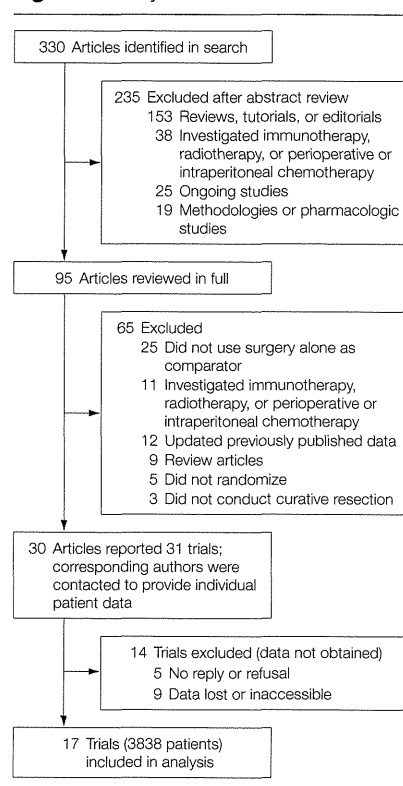 330 Articles identified in search
235 Excluded after abstract review
153 Reviews, tutorials, or editorials
38 Investigated immunotherapy,
radiotherapy, or perioperative or
intraperitoneal chemotherapy
25 Ongoing studies
19 Methodologies or pharmacologic
studies
95 Articles reviewed in full
65 Excluded
25 Did not use surgery alone as
comparator
11 Investigated immunotherapy,
radiotherapy, or perioperative or
intraperitoneal chemotherapy
12 Updated previously published data
9 Review articles
5 Did not randomize
3 Did not conduct curative resection
30 Articles reported 31 trials;
corresponding authors were
contacted to provide individual
patient data
14 Trials excluded (data not obtained)
5 No reply or refusal
9 Data lost or inaccessible
17 Trials (3838 patients)
included in analysis